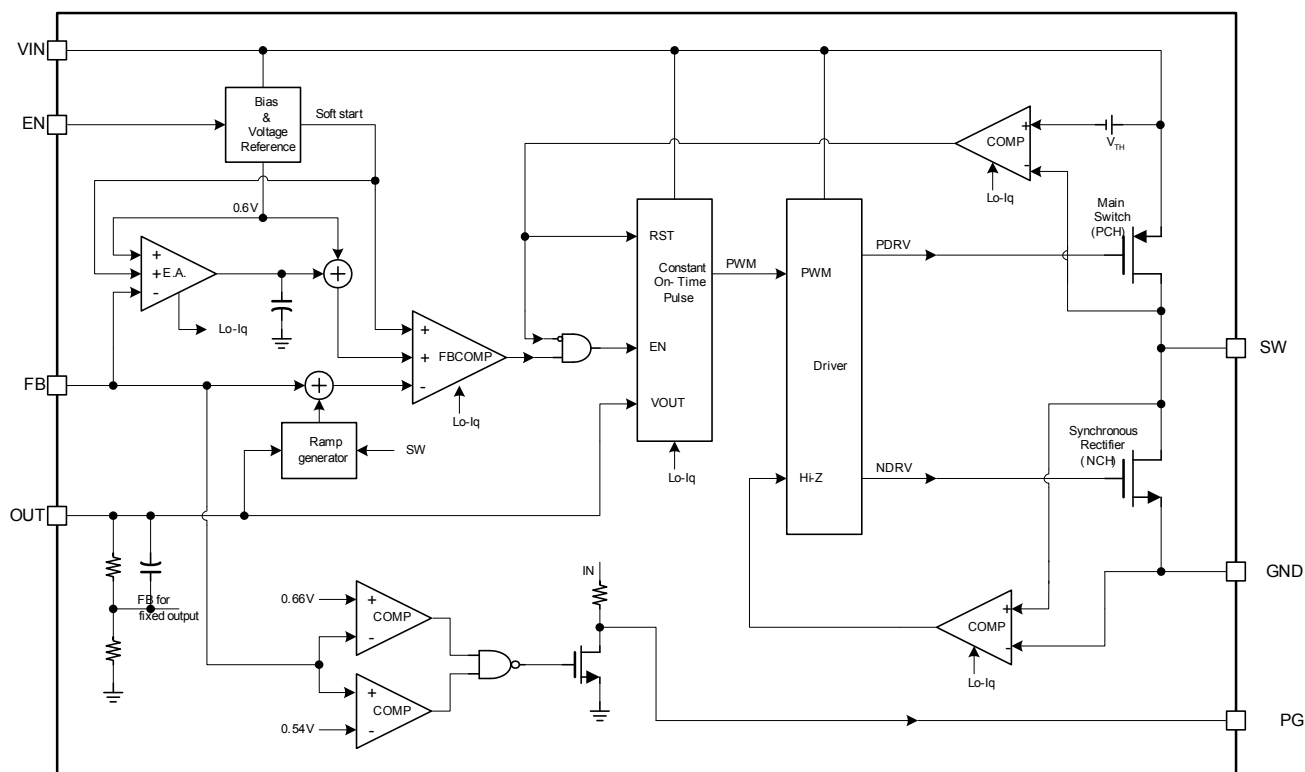 VIN
EN
Bias
&
Voltage
Reference
Soft start
+
COMP
-
VTH
Lo-Iq
0.6V
Main
Switch
(PCH)
+
+
-
E.A.
+
Lo-Iq
RST
Constant
On- Time
Pulse
EN
VOUT
PWM
PWM
Driver
Hi-Z
PDRV
NDRV
+
+
-
FBCOMP
Lo-Iq
SW
FB
+
Ramp
generator
SW
Lo-Iq
Synchronous
Rectifier
(NCH)
OUT
FB for
fixed output
IN
GND
0.66V
+
-
COMP
+
-
COMP
0.54V
+
COMP
-
Lo-Iq
PG